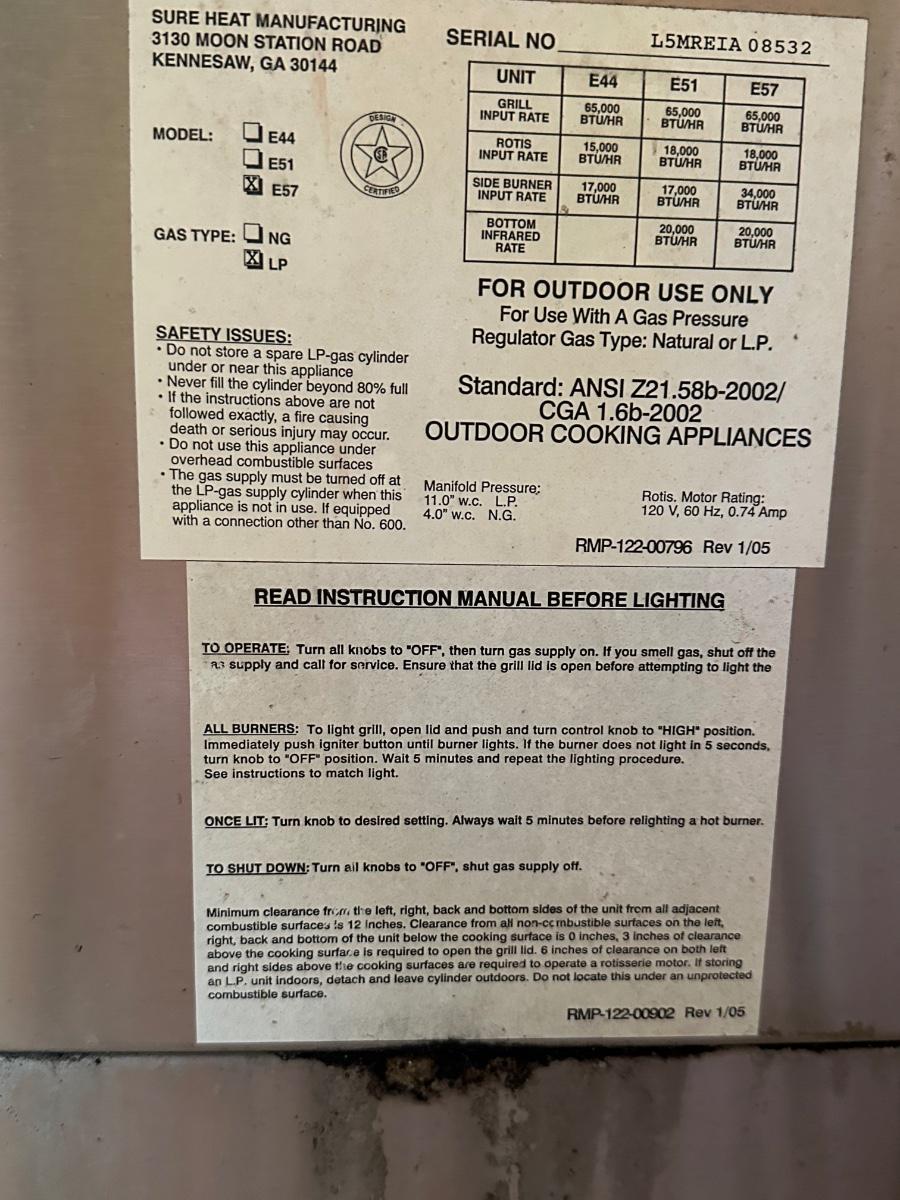 SURE HEAT MANUFACTURING
3130 MOON STATION ROAD
KENNESAW, GA 30144
SERIAL NO L5MREIA 08532
MODEL: E44
E51
X E57
GAS TYPE: NG
X LP
DESIGN
CERTIFIED
UNIT E44 E51 E57
GRILL INPUT RATE 65,000 BTU/HR 65,000 BTU/HR 65,000 BTU/HR
ROTIS INPUT RATE 15,000 BTU/HR 18,000 BTU/HR 18,000 BTU/HR
SIDE BURNER INPUT RATE 17,000 BTU/HR 17,000 BTU/HR 34,000 BTU/HR
BOTTOM INFRARED RATE 20,000 BTU/HR 20,000 BTU/HR
FOR OUTDOOR USE ONLY
For Use With A Gas Pressure
Regulator Gas Type: Natural or L.P.
SAFETY ISSUES:
• Do not store a spare LP-gas cylinder
under or near this appliance
• Never fill the cylinder beyond 80% full
• If the instructions above are not
followed exactly, a fire causing
death or serious injury may occur.
• Do not use this appliance under
overhead combustible surfaces
• The gas supply must be turned off at
the LP-gas supply cylinder when this
appliance is not in use. If equipped
with a connection other than No. 600.
Standard: ANSI Z21.58b-2002/
CGA 1.6b-2002
OUTDOOR COOKING APPLIANCES
Manifold Pressure:
11.0" w.c. L.P.
4.0" w.c. N.G.
Rotis. Motor Rating:
120 V, 60 Hz, 0.74 Amp
RMP-122-00796 Rev 1/05
READ INSTRUCTION MANUAL BEFORE LIGHTING
TO OPERATE: Turn all knobs to "OFF", then turn gas supply on. If you smell gas, shut off the
gas supply and call for service. Ensure that the grill lid is open before attempting to light the
ALL BURNERS: To light grill, open lid and push and turn control knob to "HIGH" position.
Immediately push igniter button until burner lights. If the burner does not light in 5 seconds,
turn knob to "OFF" position. Wait 5 minutes and repeat the lighting procedure.
See instructions to match light.
ONCE LIT: Turn knob to desired setting. Always wait 5 minutes before relighting a hot burner.
TO SHUT DOWN: Turn all knobs to "OFF", shut gas supply off.
Minimum clearance from the left, right, back and bottom sides of the unit from all adjacent
combustible surfaces is 12 inches. Clearance from all non-combustible surfaces on the left,
right, back and bottom of the unit below the cooking surface is 0 inches, 3 inches of clearance
above the cooking surface is required to open the grill lid. 6 inches of clearance on both left
and right sides above the cooking surfaces are required to operate a rotisserie motor. If storing
an L.P. unit indoors, detach and leave cylinder outdoors. Do not locate this under an unprotected
combustible surface.
RMP-122-00902 Rev 1/05